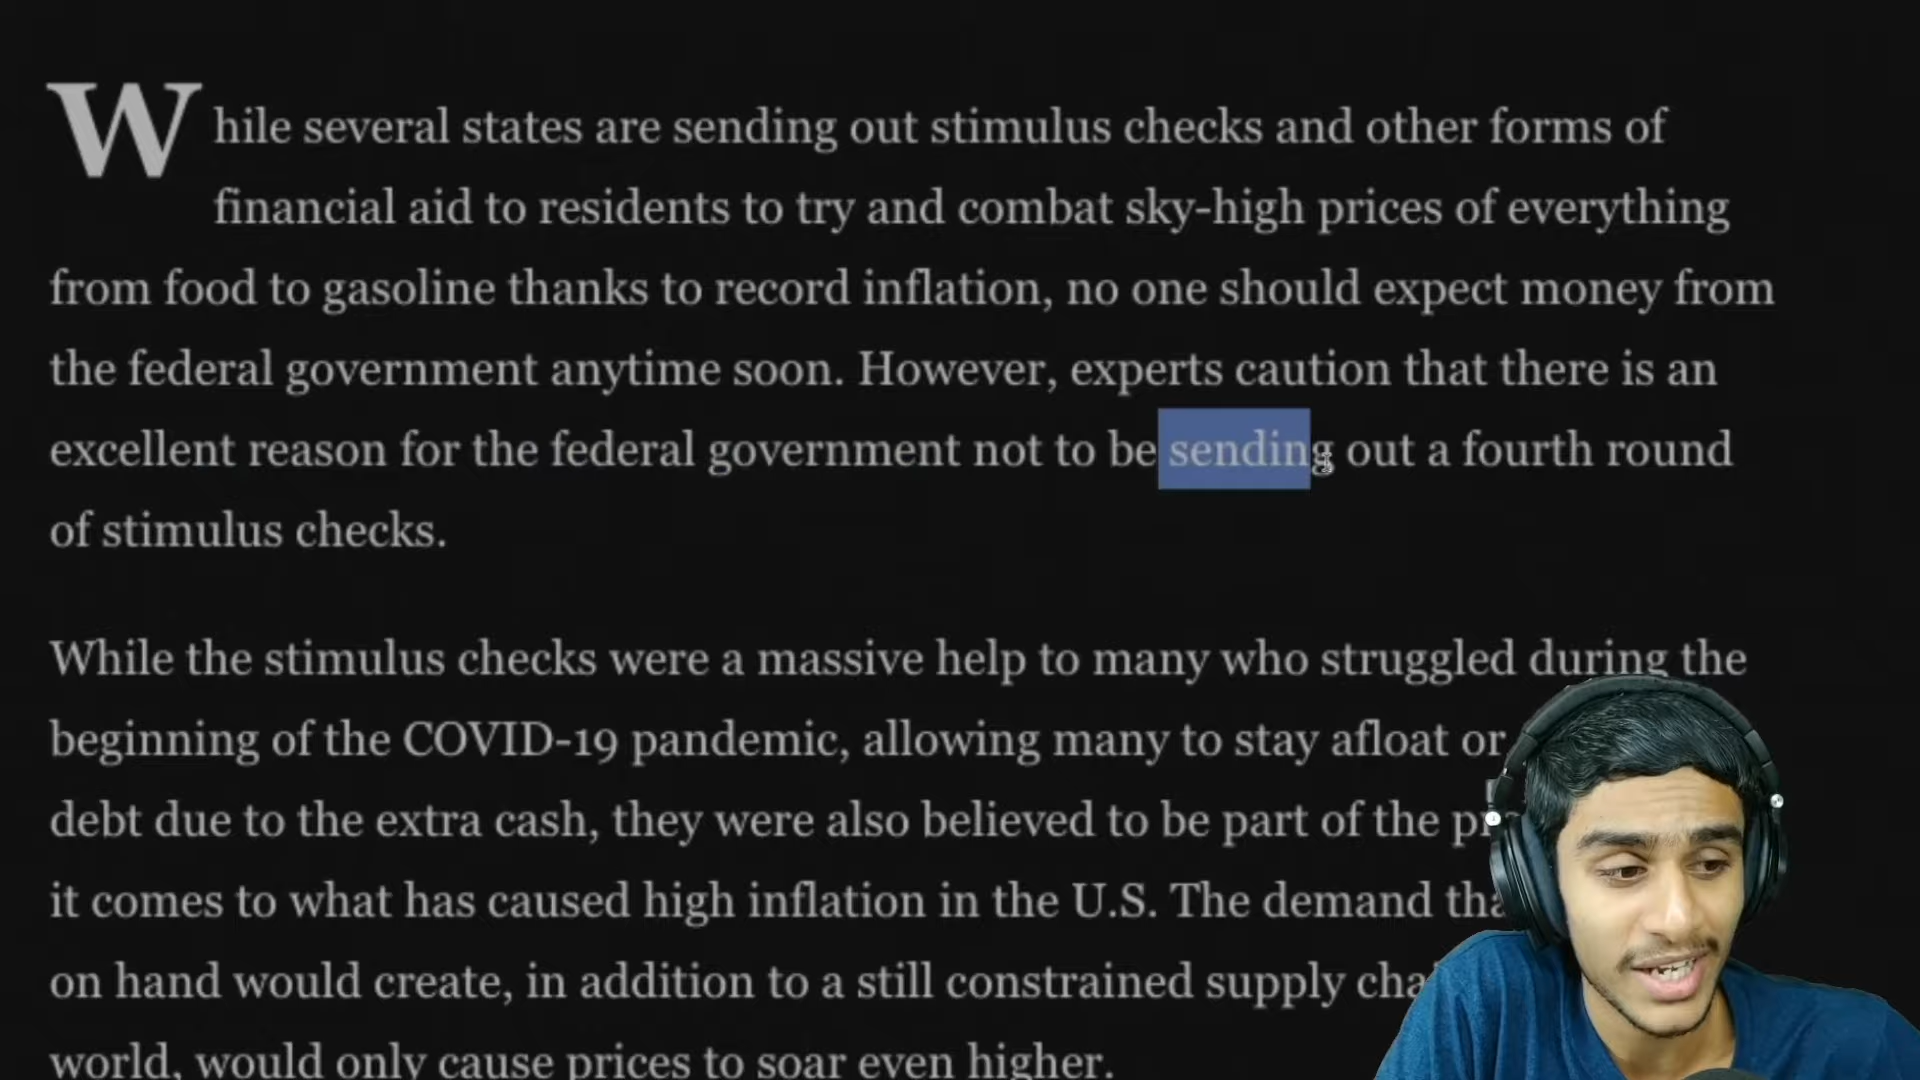 While several states are sending out stimulus checks and other forms of
financial aid to residents to try and combat sky-high prices of everything
from food to gasoline thanks to record inflation, no one should expect money from
the federal government anytime soon. However, experts caution that there is an
excellent reason for the federal government not to be sending out a fourth round
of stimulus checks.
While the stimulus checks were a massive help to many who struggled during the
beginning of the COVID-19 pandemic, allowing many to stay afloat or
debt due to the extra cash, they were also believed to be part of the
it comes to what has caused high inflation in the U.S. The demand
on hand would create, in addition to a still constrained supply
world, would only cause prices to soar even higher.